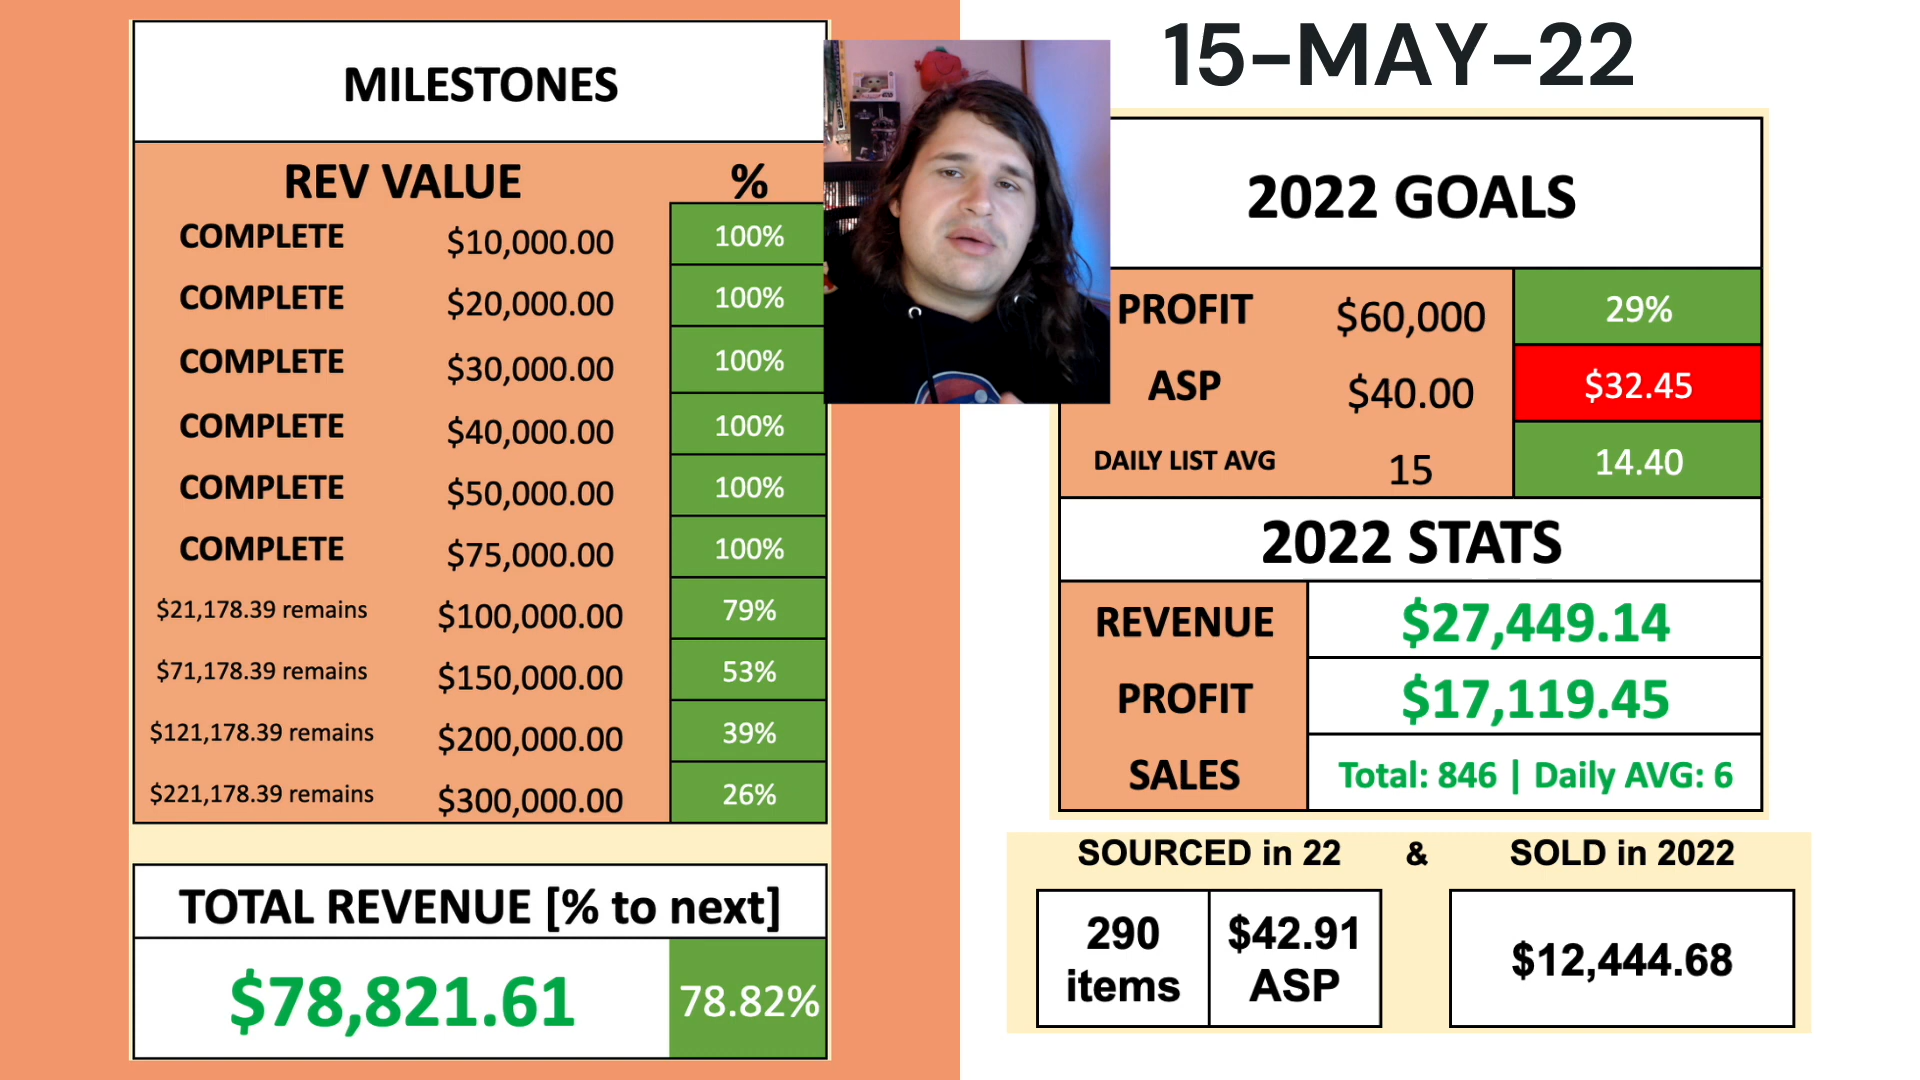 MILESTONES
REV VALUE %
COMPLETE $10,000.00 100%
COMPLETE $20,000.00 100%
COMPLETE $30,000.00 100%
COMPLETE $40,000.00 100%
COMPLETE $50,000.00 100%
COMPLETE $75,000.00 100%
$21,178.39 remains $100,000.00 79%
$71,178.39 remains $150,000.00 53%
$121,178.39 remains $200,000.00 39%
$221,178.39 remains $300,000.00 26%
TOTAL REVENUE [% to next]
$78,821.61 78.82%
15-MAY-22
2022 GOALS
PROFIT $60,000 29%
ASP $40.00 $32.45
DAILY LIST AVG 15 14.40
2022 STATS
REVENUE $27,449.14
PROFIT $17,119.45
SALES Total: 846 | Daily AVG: 6
SOURCED in 22 & SOLD in 2022
290 items
$42.91 ASP
$12,444.68